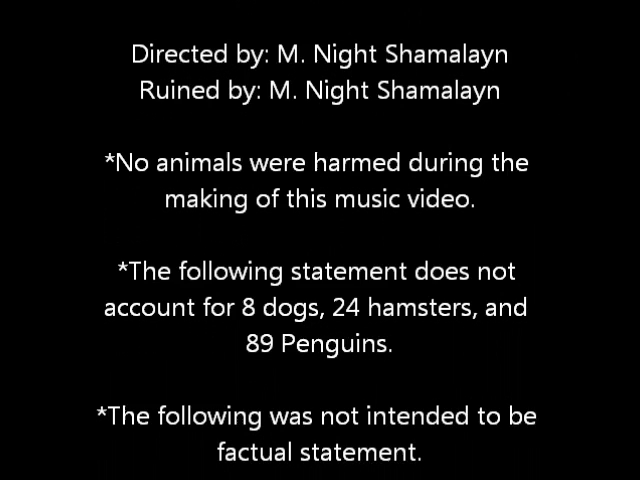 Directed by: M. Night Shamalayn
Ruined by: M. Night Shamalayn
*No animals were harmed during the
making of this music video.
*The following statement does not
account for 8 dogs, 24 hamsters, and
89 Penguins.
*The following was not intended to be
factual statement.